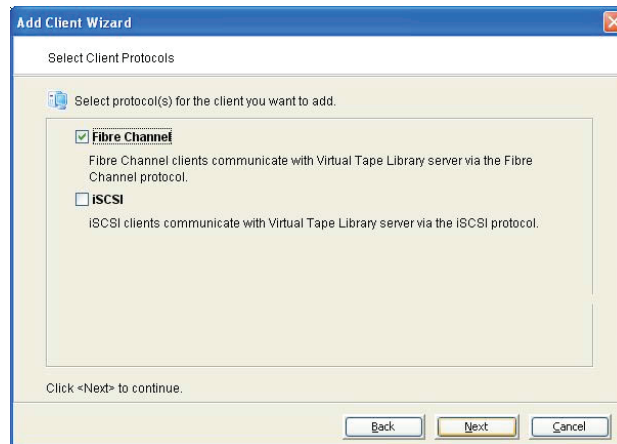 Add Client Wizard
Select Client Protocols
Select protocol(s) for the client you want to add.
Fibre Channel
Fibre Channel clients communicate with Virtual Tape Library server via the Fibre
Channel protocol.
iSCSI
iSCSI clients communicate with Virtual Tape Library server via the iSCSI protocol.
Click <Next> to continue.
Back Next Cancel